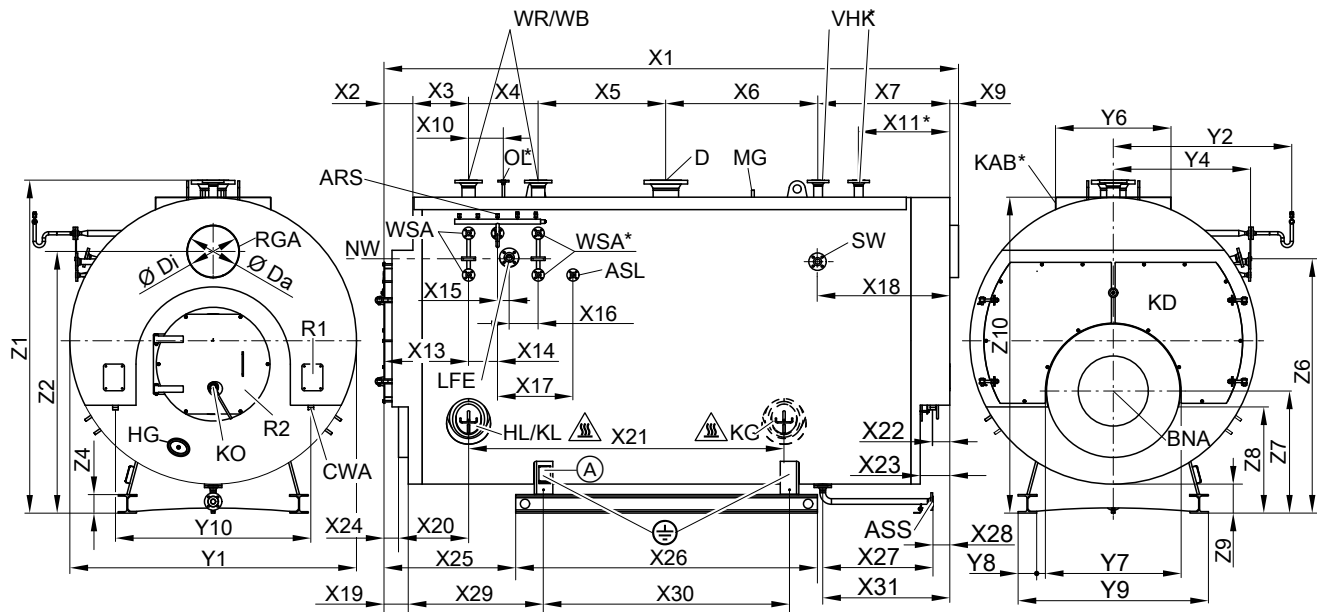 WR/WB VHK*
X1
X2 X3 X4 X5 X6 X7 X9
X10 X11* Y6 Y2
OL* D MG KAB* Y4
ARS
WSA WSA* SW
NW
RGA ASL
Ø Di Ø Da
X15 X18 KD
X16
Z1 Z2 R1 Z10 Z6
X13 X14
LFE
X17
R2
HG KO HL/KL X21 KO X22 BNA Z7
Z4 CWA A X23 Z8
X24 X20 ASS X28 Z9
Y10 X25 X26 X27 Y8 Y7
Y1 X19 X29 X30 X31 Y9